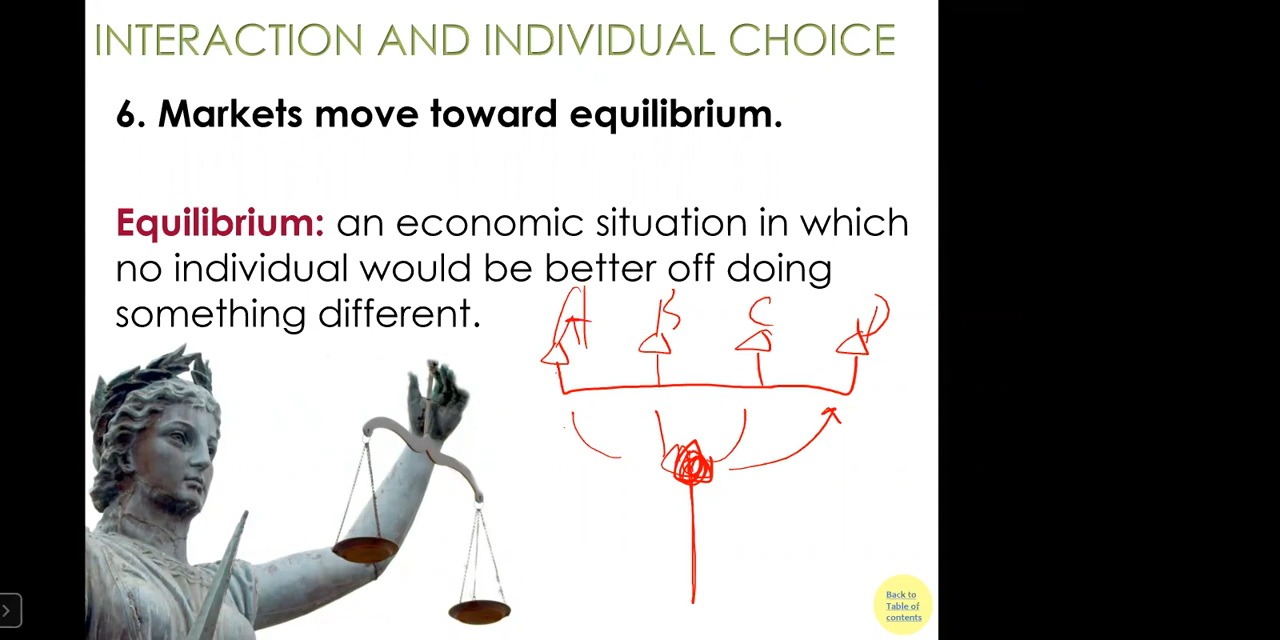 INTERACTION AND INDIVIDUAL CHOICE
6. Markets move toward equilibrium.
Equilibrium: an economic situation in which
no individual would be better off doing
something different.
A B C D
Back to
Table of
contents